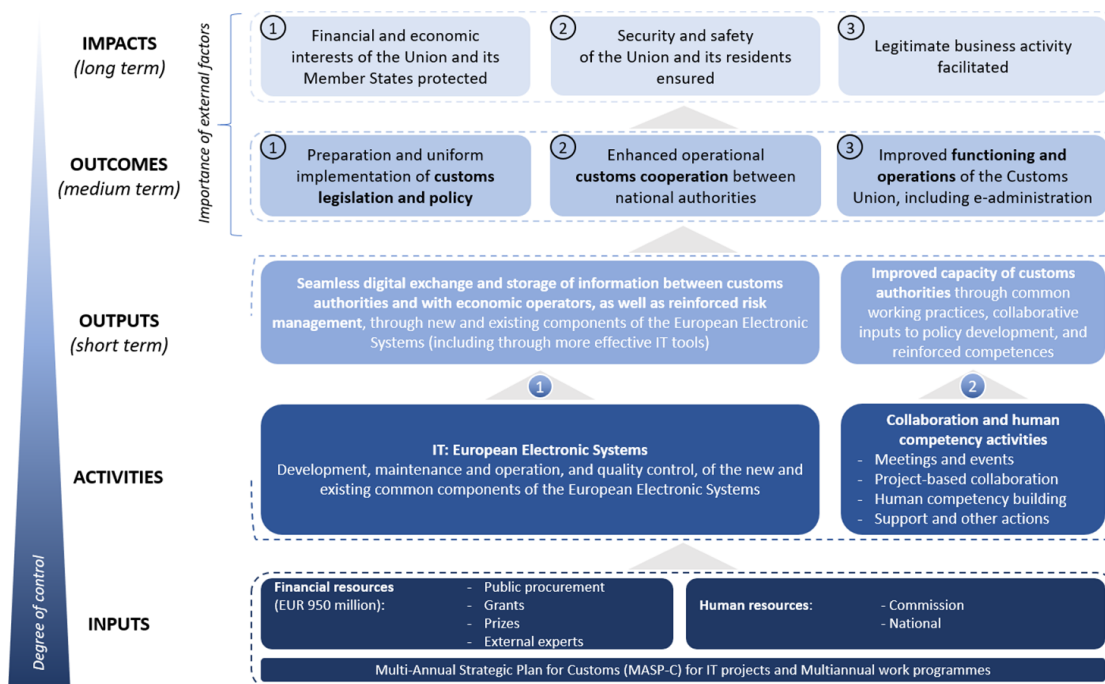 IMPACTS
(long term)
1
Financial and economic
interests of the Union and its
Member States protected
2
Security and safety
of the Union and its residents
ensured
3
Legitimate business activity
facilitated
Importance of external factors
OUTCOMES
(medium term)
1
Preparation and uniform
implementation of customs
legislation and policy
2
Enhanced operational
customs cooperation between
national authorities
3
Improved functioning and
operations of the Customs
Union, including e-administration
OUTPUTS
(short term)
Seamless digital exchange and storage of information between customs
authorities and with economic operators, as well as reinforced risk
management, through new and existing components of the European Electronic
Systems (including through more effective IT tools)
Improved capacity of customs
authorities through common
working practices, collaborative
inputs to policy development, and
reinforced competences
1
2
ACTIVITIES
IT: European Electronic Systems
Development, maintenance and operation, and quality control, of the new and
existing common components of the European Electronic Systems
Collaboration and human
competency activities
- Meetings and events
- Project-based collaboration
- Human competency building
- Support and other actions
Degree of control
INPUTS
Financial resources
(EUR 950 million):
- Public procurement
- Grants
- Prizes
- External experts
Human resources:
- Commission
- National
Multi-Annual Strategic Plan for Customs (MASP-C) for IT projects and Multiannual work programmes